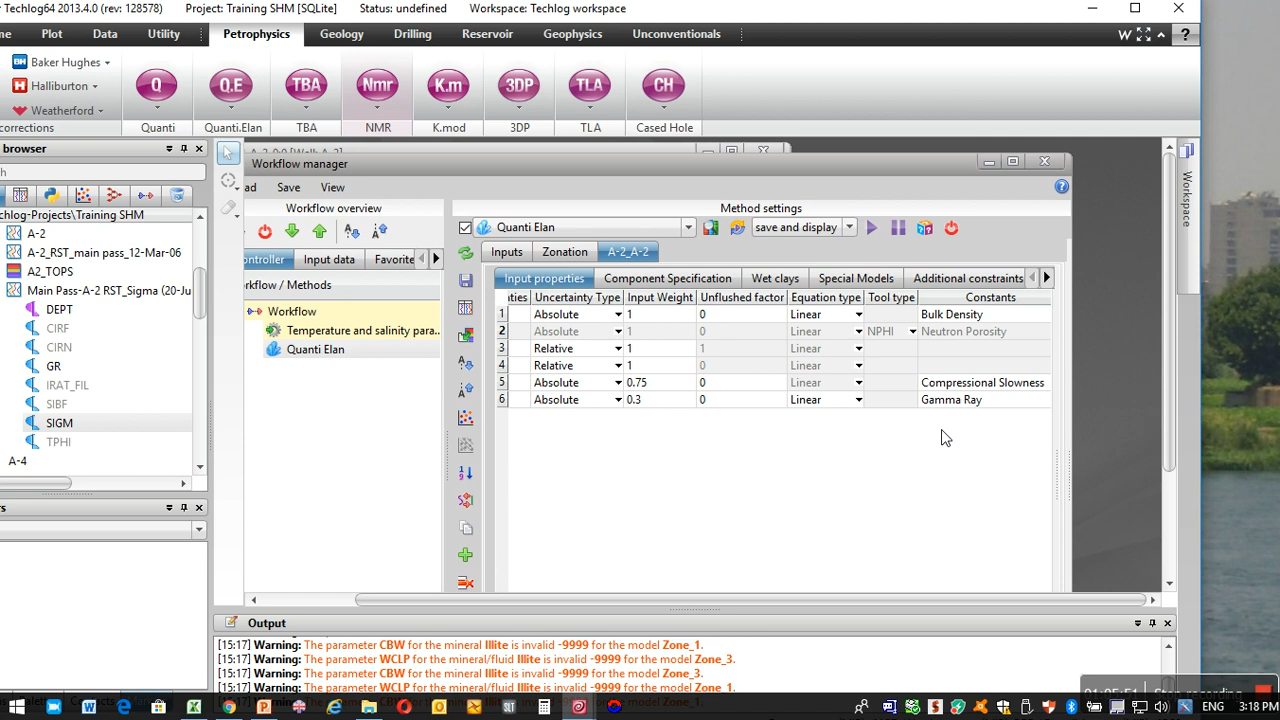 Techlog64 2013.4.0 (rev: 128578) Project: Training SHM [SQLite] Status: undefined Workspace: Techlog workspace
me Plot Data Utility Petrophysics Geology Drilling Reservoir Geophysics Unconventionals W ?
BH Baker Hughes
H Halliburton
Weatherford
Q Q.E TBA Nmr K.m 3DP TLA CH
corrections Quanti Quanti.Elan TBA NMR K.mod 3DP TLA Cased Hole
browser
ch
Techlog-Projects\Training SHM
A-2
A-2_RST_main pass_12-Mar-06
A2_TOPS
Main Pass-A-2 RST_Sigma (20-Ju
DEPT
CIRF
CIRN
GR
IRAT_FIL
SIBF
SIGM
TPHI
A-4
rs
Workflow manager
ad Save View
Workflow overview
ontroller Input data Favorite
rkflow / Methods
Workflow
Temperature and salinity para...
Quanti Elan
Method settings
Quanti Elan save and display
Inputs Zonation A-2_A-2
Input properties Component Specification Wet clays Special Models Additional constraints
nties Uncertainty Type Input Weight Unflushed factor Equation type Tool type Constants
1 Absolute 1 0 Linear Bulk Density
2 Absolute 1 0 Linear NPHI Neutron Porosity
3 Relative 1 1 Linear
4 Relative 1 0 Linear
5 Absolute 0.75 0 Linear Compressional Slowness
6 Absolute 0.3 0 Linear Gamma Ray
Workspace
Output
[15:17] Warning: The parameter CBW for the mineral Illite is invalid -9999 for the model Zone_1.
[15:17] Warning: The parameter WCLP for the mineral/fluid Illite is invalid -9999 for the model Zone_3.
[15:17] Warning: The parameter CBW for the mineral Illite is invalid -9999 for the model Zone_3.
[15:17] Warning: The parameter WCLP for the mineral/fluid Illite is invalid -9999 for the model Zone_1.
ENG 3:18 PM